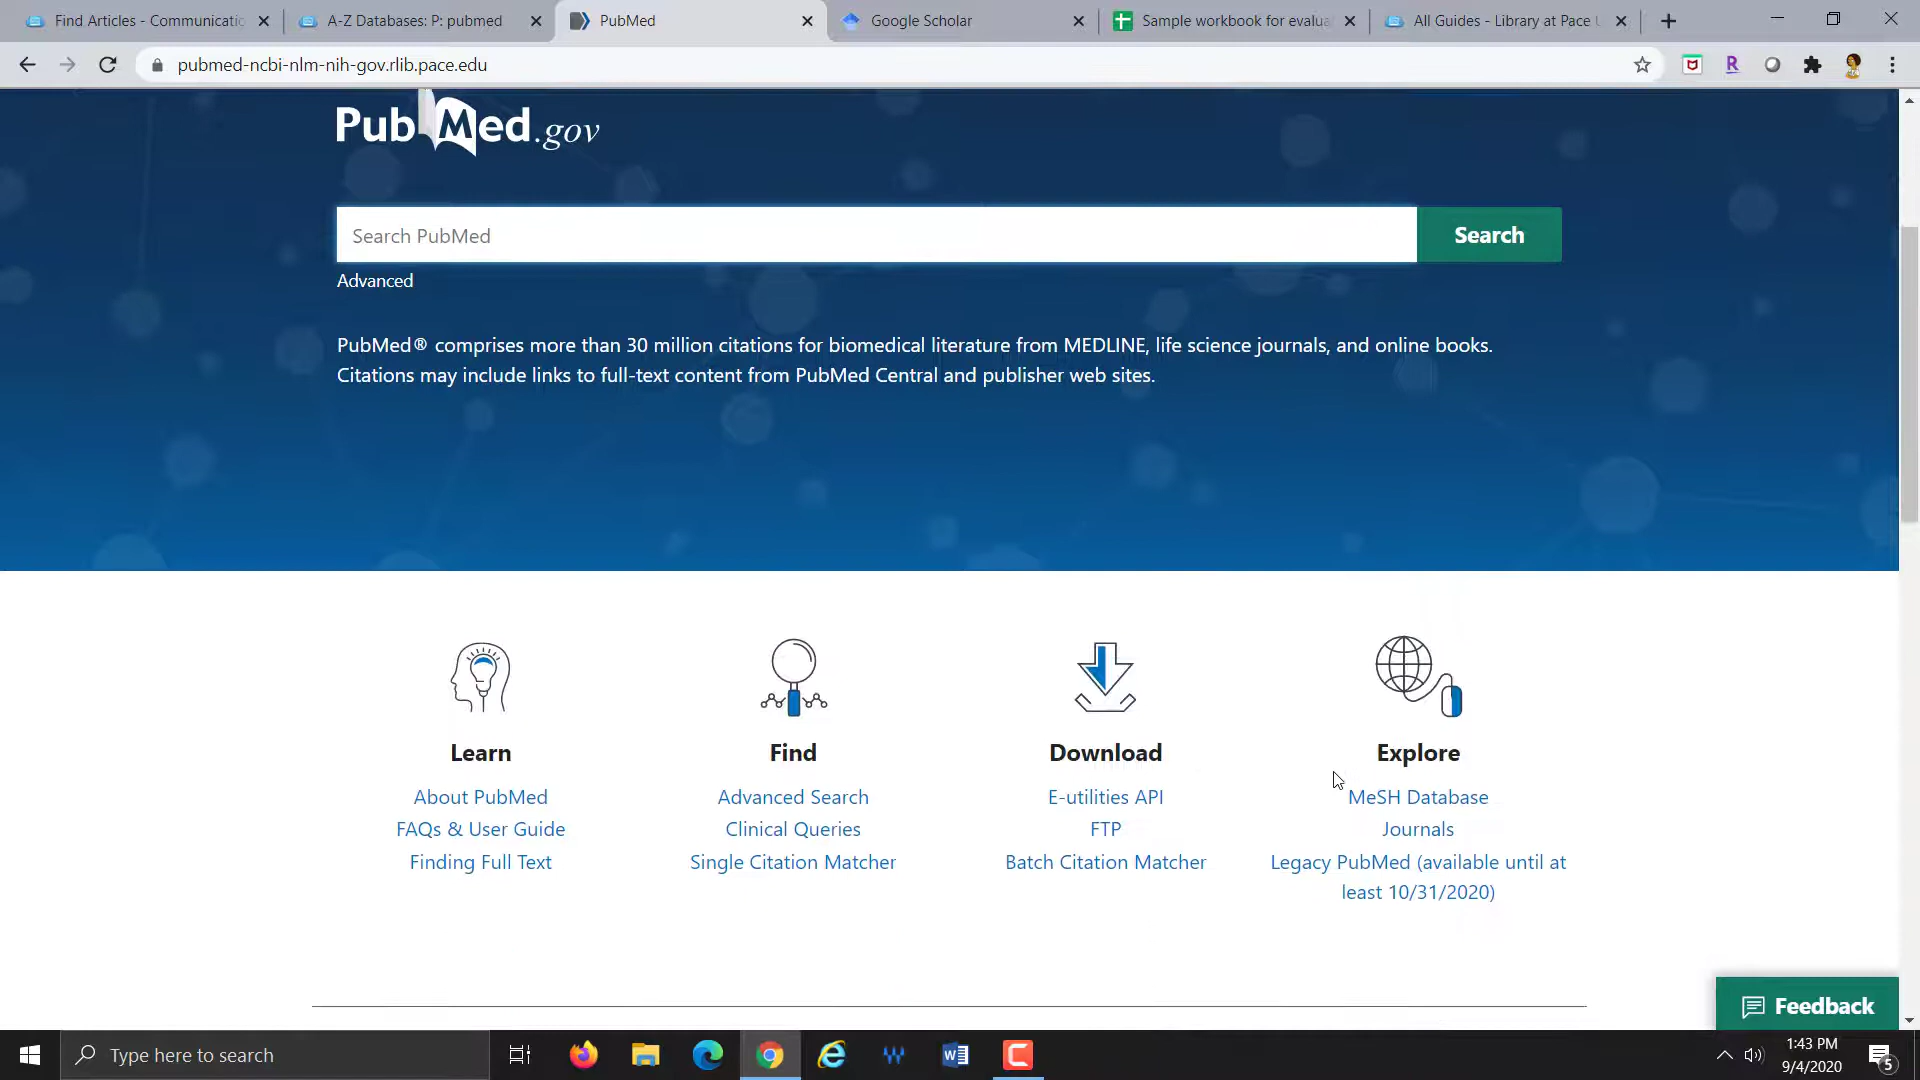 Find Articles - Communicatic
A-Z Databases: P: pubmed
PubMed
Google Scholar
Sample workbook for evalua
All Guides - Library at Pace U
pubmed-ncbi-nlm-nih-gov.rlib.pace.edu
PubMed.gov
Search PubMed
Search
Advanced
PubMed® comprises more than 30 million citations for biomedical literature from MEDLINE, life science journals, and online books.
Citations may include links to full-text content from PubMed Central and publisher web sites.
Learn
About PubMed
FAQs & User Guide
Finding Full Text
Find
Advanced Search
Clinical Queries
Single Citation Matcher
Download
E-utilities API
FTP
Batch Citation Matcher
Explore
MeSH Database
Journals
Legacy PubMed (available until at
least 10/31/2020)
Feedback
Type here to search
1:43 PM
9/4/2020
5